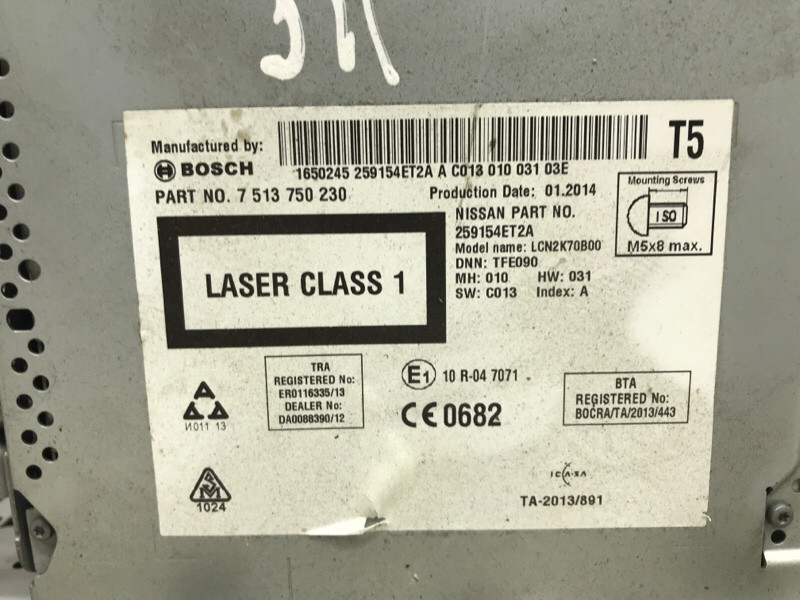 Manufactured by:
BOSCH
1650245 259154ET2A A C013 010 031 03E
T5
PART NO. 7 513 750 230
Production Date: 01.2014
NISSAN PART NO.
259154ET2A
Model name: LCN2K70B00
DNN: TFE090
MH: 010 HW: 031
SW: C013 Index: A
Mounting Screws
ISO
M5x8 max.
LASER CLASS 1
TRA
REGISTERED No:
ER0116335/13
DEALER No:
DA0088390/12
E1 10 R-04 7071
CE 0682
BTA
REGISTERED No:
BOCRA/TA/2013/443
И011 13
1024
ICASA
TA-2013/891